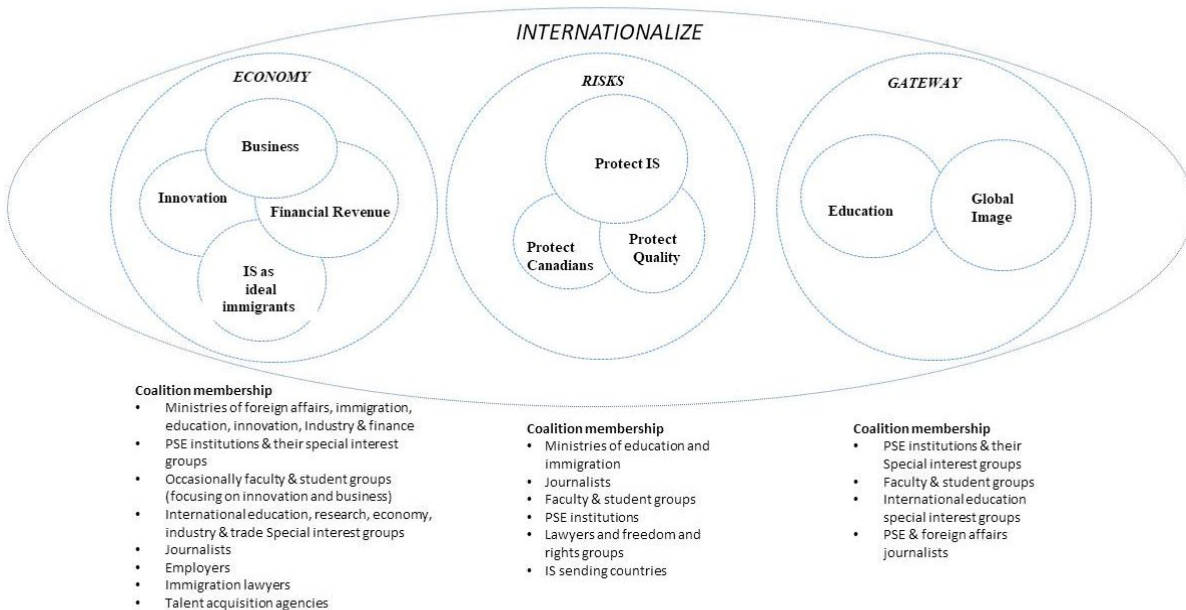 INTERNATIONALIZE
ECONOMY
Business
Innovation
Financial Revenue
IS as
ideal
immigrants
RISKS
Protect IS
Protect
Canadians
Protect
Quality
GATEWAY
Education
Global
Image
Coalition membership
• Ministries of foreign affairs, immigration,
education, innovation, Industry & finance
• PSE institutions & their special interest
groups
• Occasionally faculty & student groups
(focusing on innovation and business)
• International education, research, economy,
industry & trade Special interest groups
• Journalists
• Employers
• Immigration lawyers
• Talent acquisition agencies
Coalition membership
• Ministries of education and
immigration
• Journalists
• Faculty & student groups
• PSE institutions
• Lawyers and freedom and
rights groups
• IS sending countries
Coalition membership
• PSE institutions & their
Special interest groups
• Faculty & student groups
• International education
special interest groups
• PSE & foreign affairs
journalists